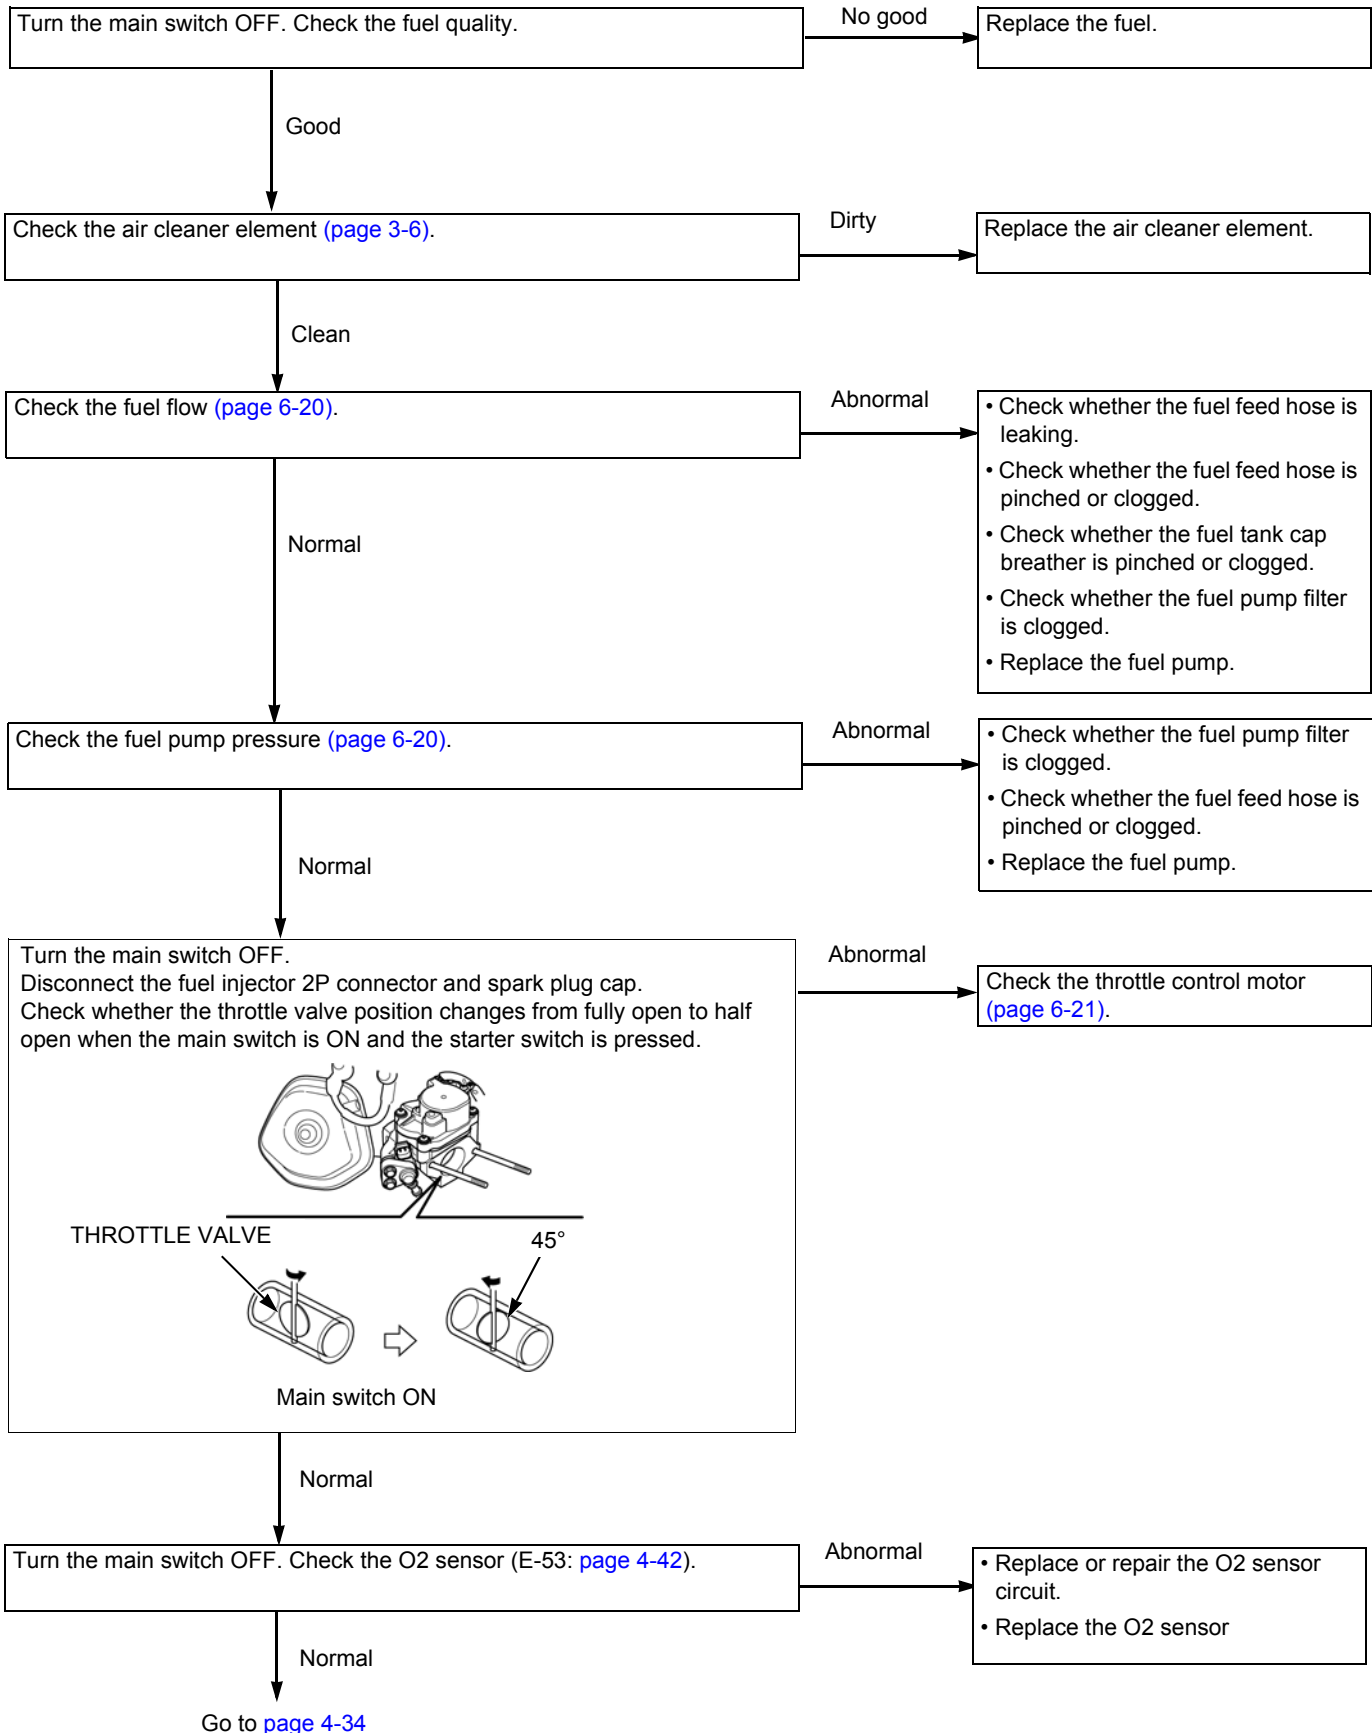 Turn the main switch OFF. Check the fuel quality.
No good
Replace the fuel.
Good
Check the air cleaner element (page 3-6).
Dirty
Replace the air cleaner element.
Clean
Check the fuel flow (page 6-20).
Abnormal
• Check whether the fuel feed hose is
leaking.
• Check whether the fuel feed hose is
pinched or clogged.
• Check whether the fuel tank cap
breather is pinched or clogged.
• Check whether the fuel pump filter
is clogged.
• Replace the fuel pump.
Normal
Check the fuel pump pressure (page 6-20).
Abnormal
• Check whether the fuel pump filter
is clogged.
• Check whether the fuel feed hose is
pinched or clogged.
• Replace the fuel pump.
Normal
Turn the main switch OFF.
Disconnect the fuel injector 2P connector and spark plug cap.
Check whether the throttle valve position changes from fully open to half
open when the main switch is ON and the starter switch is pressed.
Abnormal
Check the throttle control motor
(page 6-21).
THROTTLE VALVE
45°
Main switch ON
Normal
Turn the main switch OFF. Check the O2 sensor (E-53: page 4-42).
Abnormal
• Replace or repair the O2 sensor
circuit.
• Replace the O2 sensor
Normal
Go to page 4-34